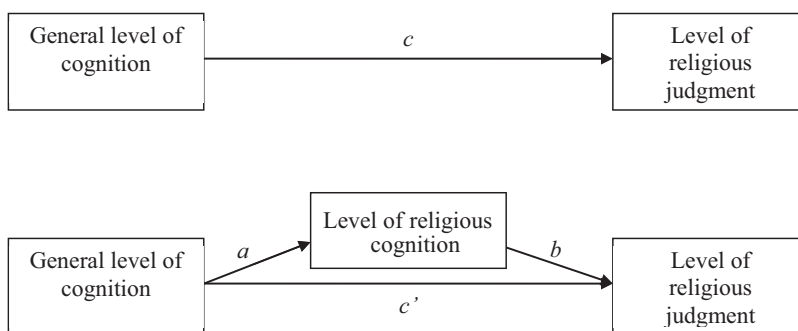 General level of
cognition
c
Level of
religious
judgment
Level of religious
cognition
a
b
General level of
cognition
c’
Level of
religious
judgment